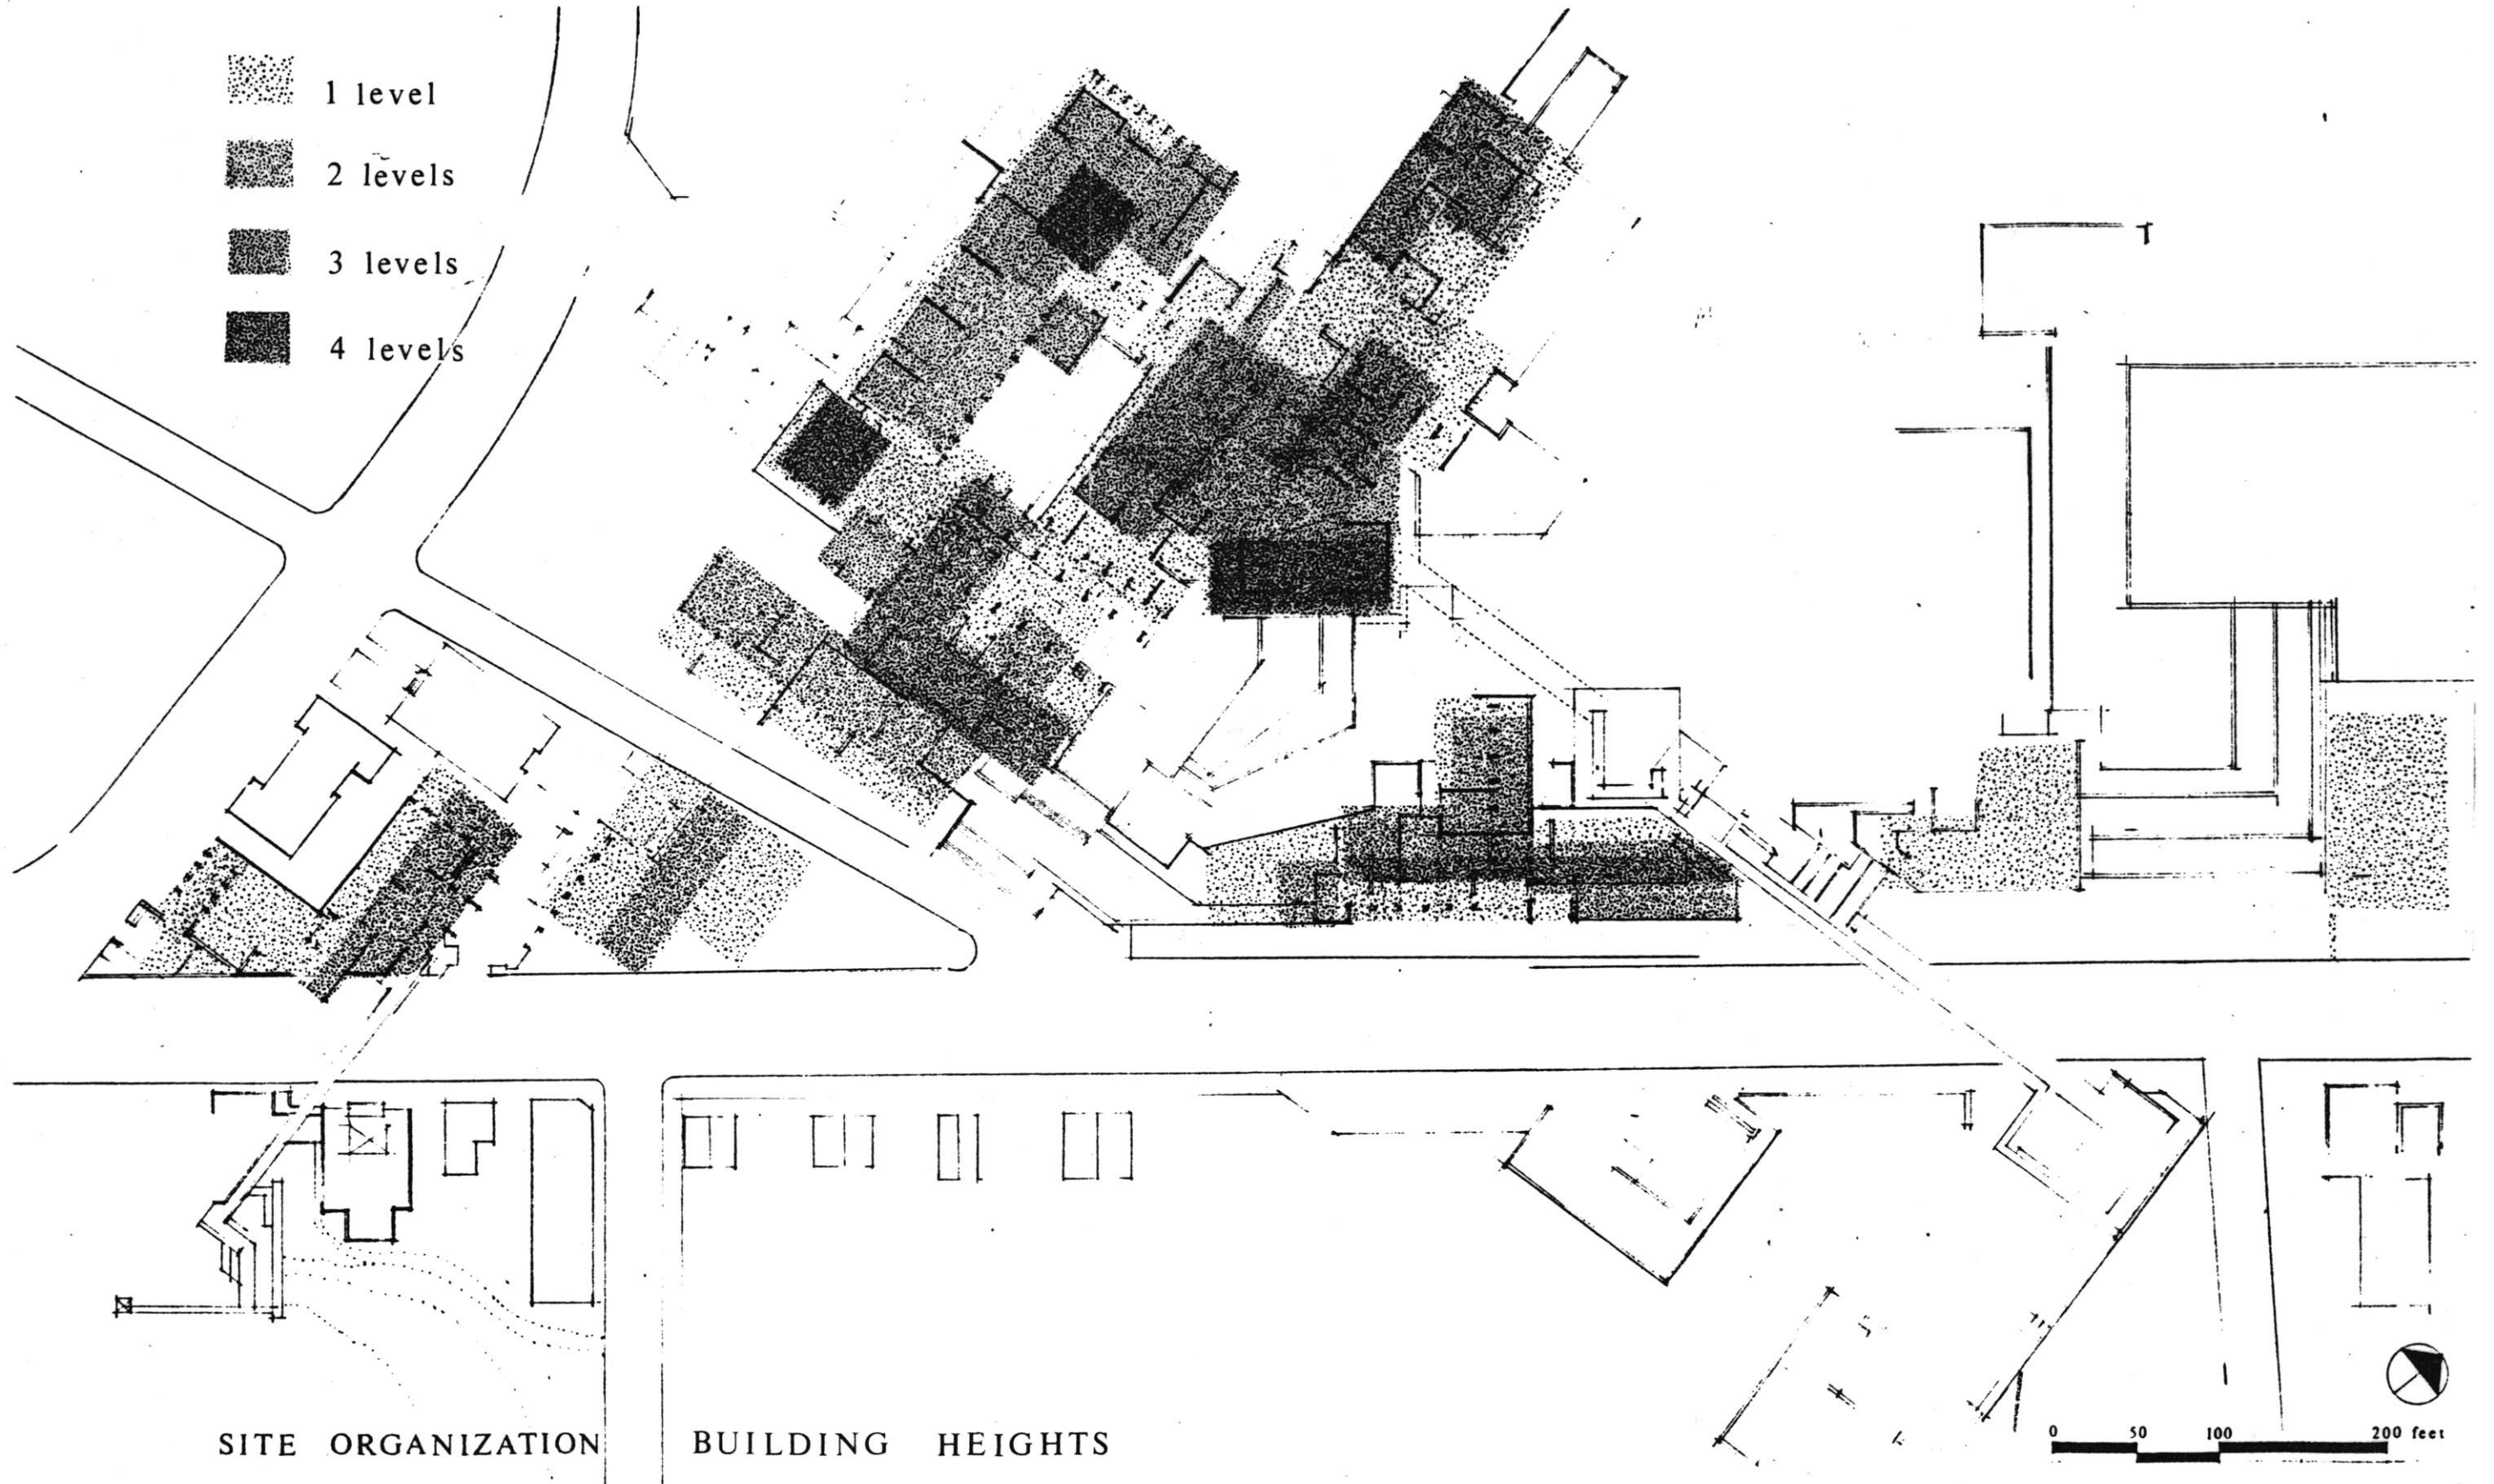 1 level
2 levels
3 levels
4 levels
SITE ORGANIZATION BUILDING HEIGHTS
0 50 100 200 feet